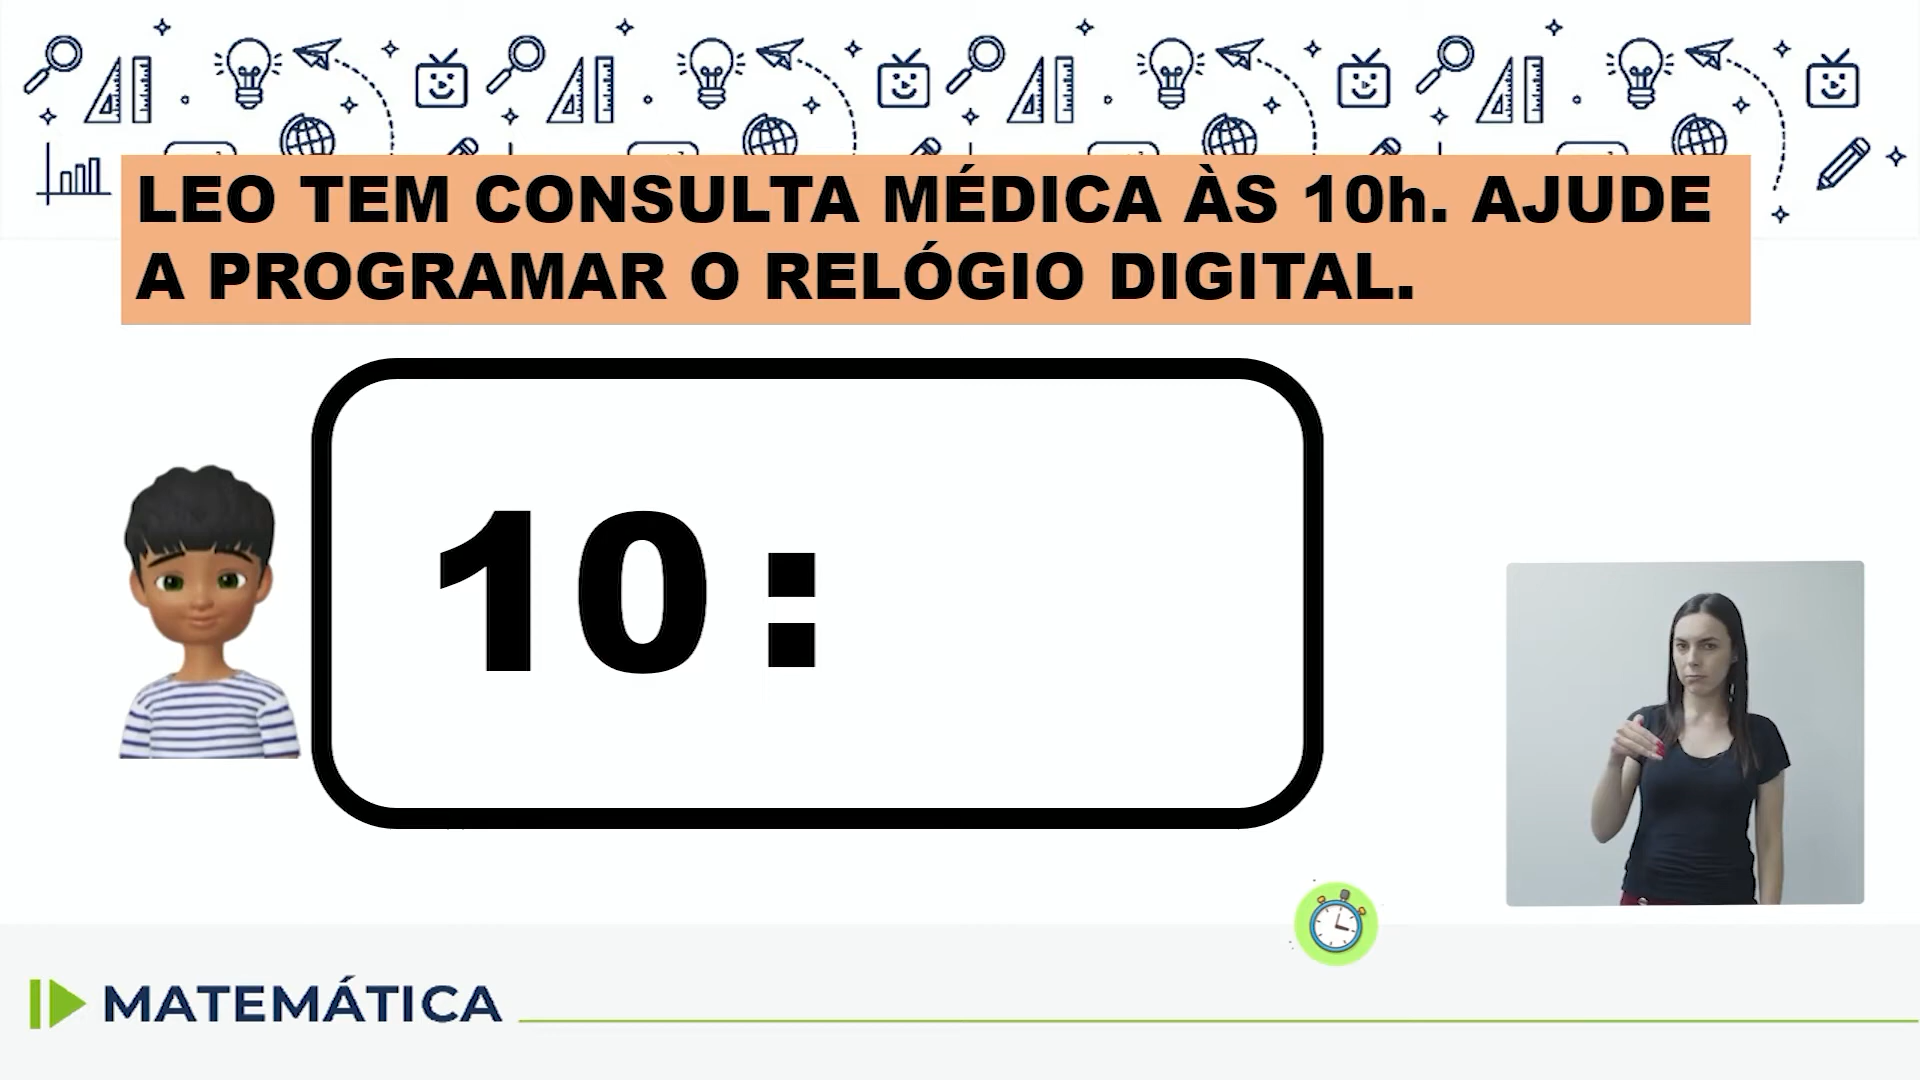 LEO TEM CONSULTA MÉDICA ÀS 10h. AJUDE
A PROGRAMAR O RELÓGIO DIGITAL.
10:
MATEMÁTICA